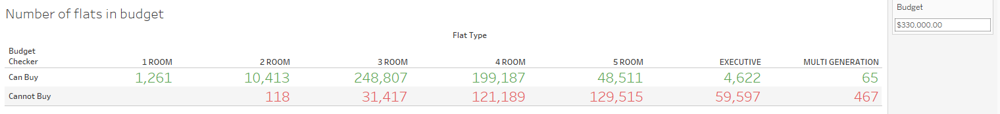 Number of flats in budget
Budget
$330,000.00
Flat Type
Budget
Checker 1 ROOM 2 ROOM 3 ROOM 4 ROOM 5 ROOM EXECUTIVE MULTI GENERATION
Can Buy 1,261 10,413 248,807 199,187 48,511 4,622 65
Cannot Buy 118 31,417 121,189 129,515 59,597 467